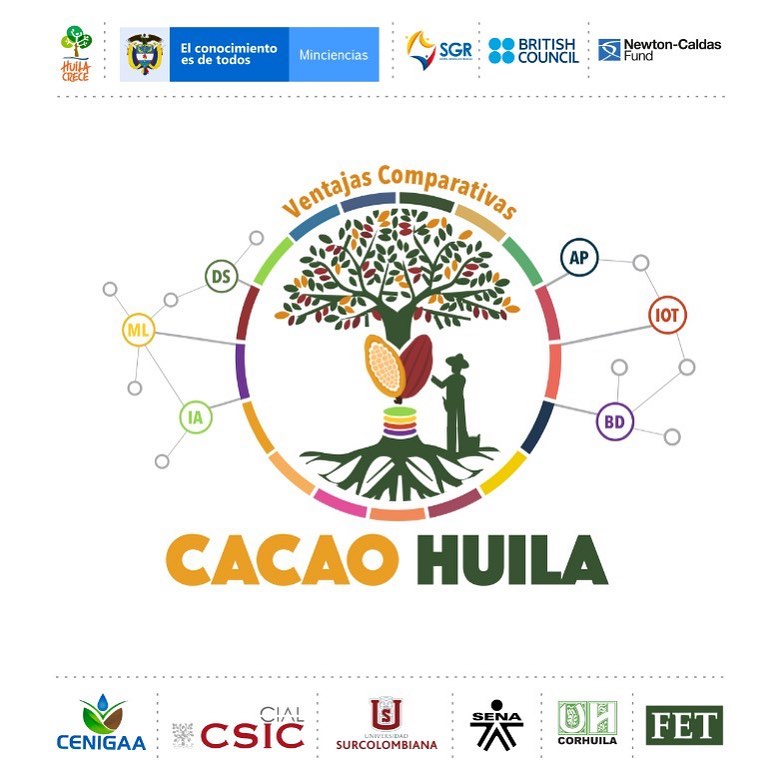 HUILA
CRECE
El conocimiento
es de todos
Minciencias
SGR
BRITISH
COUNCIL
Newton-Caldas
Fund
Ventajas Comparativas
DS
ML
IA
AP
IOT
BD
CACAO HUILA
CENIGAA
CIAL
CSIC
UNIVERSIDAD
SURCOLOMBIANA
SENA
CORHUILA
FET